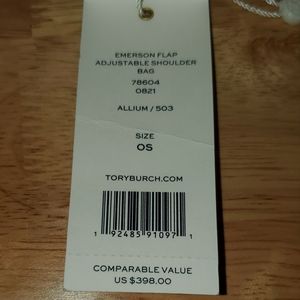 EMERSON FLAP
ADJUSTABLE SHOULDER
BAG
78604
0821
ALLIUM / 503
SIZE
OS
TORYBURCH.COM
1 92485 91097 1
COMPARABLE VALUE
US $398.00